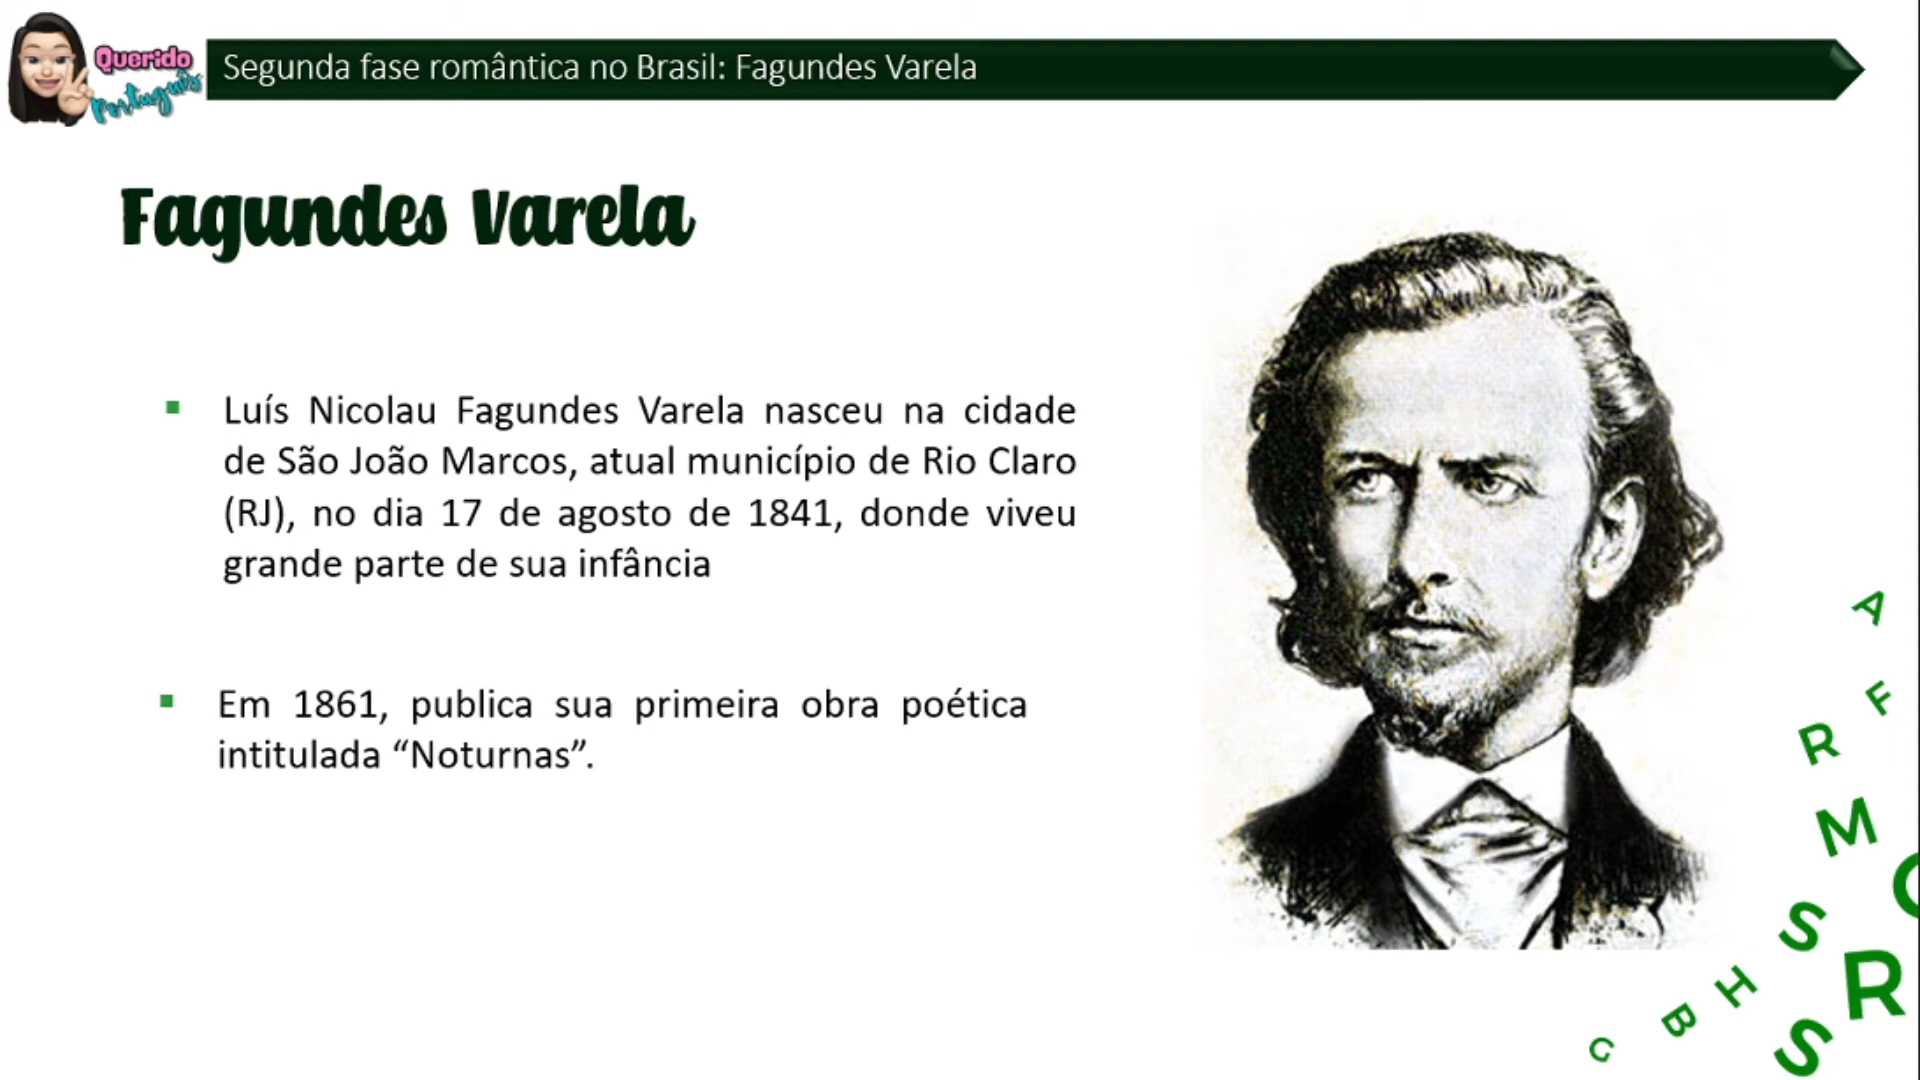 Querido
Português
Segunda fase romântica no Brasil: Fagundes Varela
Fagundes Varela
Luís Nicolau Fagundes Varela nasceu na cidade
de São João Marcos, atual município de Rio Claro
(RJ), no dia 17 de agosto de 1841, donde viveu
grande parte de sua infância
Em 1861, publica sua primeira obra poética
intitulada “Noturnas”.
A
F
R
M
S
R
H
B
S
G